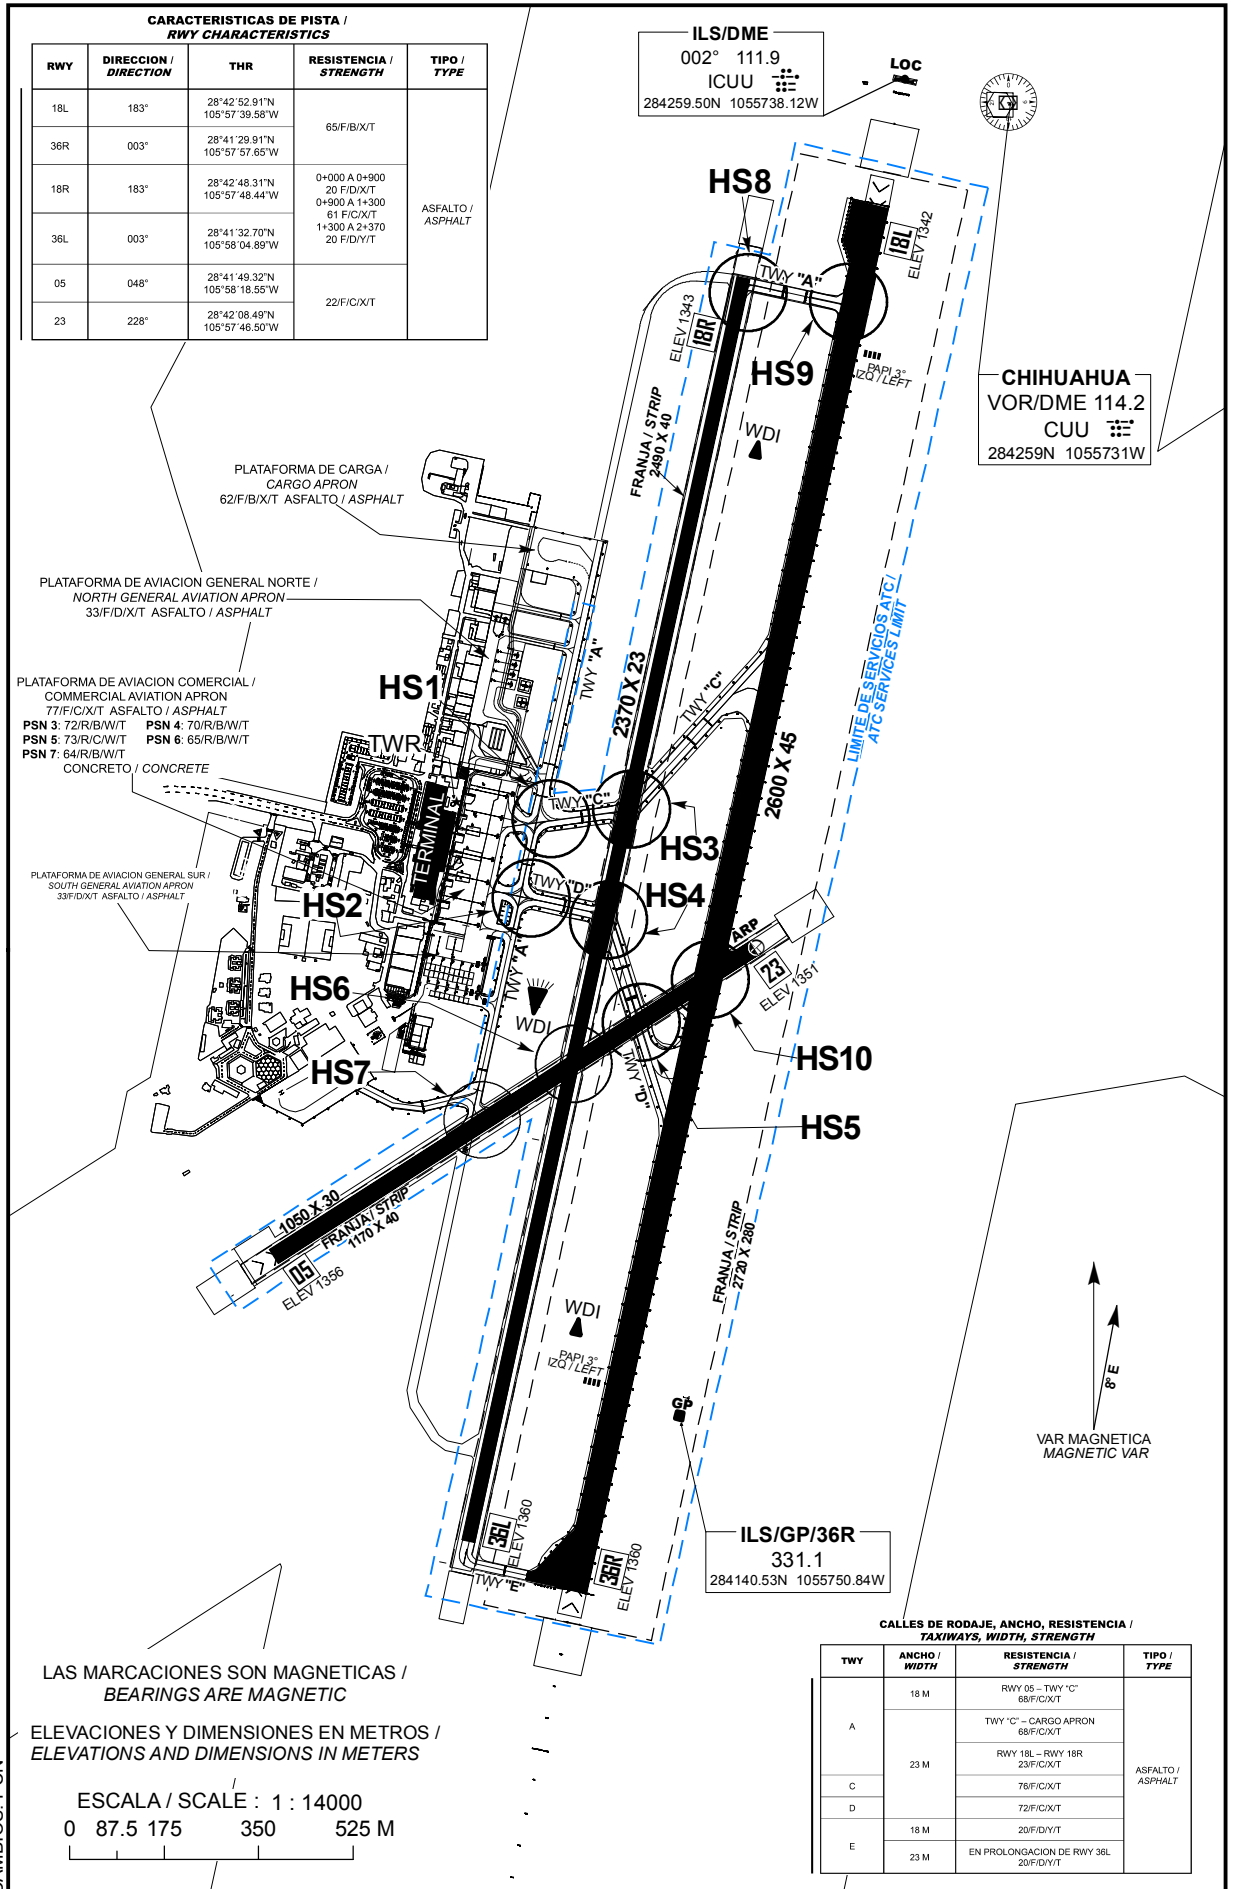 CARACTERISTICAS DE PISTA /
RWY CHARACTERISTICS
RWY DIRECCION / DIRECTION THR RESISTENCIA / STRENGTH TIPO / TYPE
18L 183° 28°42´52.91"N 105°57´39.58"W
65/F/B/X/T
36R 003° 28°41´29.91"N 105°57´57.65"W
18R 183° 28°42´48.31"N 105°57´48.44"W
0+000 A 0+900
20 F/D/X/T
0+900 A 1+300
61 F/C/X/T
1+300 A 2+370
20 F/D/Y/T
36L 003° 28°41´32.70"N 105°58´04.89"W
05 048° 28°41´49.32"N 105°58´18.55"W
22/F/C/X/T
23 228° 28°42´08.49"N 105°57´46.50"W
ASFALTO /
ASPHALT
ILS/DME
002° 111.9
ICUU
284259.50N 1055738.12W
LOC
CHIHUAHUA
VOR/DME 114.2
CUU
284259N 1055731W
HS8
TWY "A"
18L
ELEV 1342
18R
ELEV 1343
HS9
PAPI 3°
IZQ / LEFT
WDI
FRANJA / STRIP
2490 X 40
PLATAFORMA DE CARGA /
CARGO APRON
62/F/B/X/T ASFALTO / ASPHALT
PLATAFORMA DE AVIACION GENERAL NORTE /
NORTH GENERAL AVIATION APRON
33/F/D/X/T ASFALTO / ASPHALT
PLATAFORMA DE AVIACION COMERCIAL /
COMMERCIAL AVIATION APRON
77/F/C/X/T ASFALTO / ASPHALT
PSN 3: 72/R/B/W/T PSN 4: 70/R/B/W/T
PSN 5: 73/R/C/W/T PSN 6: 65/R/B/W/T
PSN 7: 64/R/B/W/T
CONCRETO / CONCRETE
PLATAFORMA DE AVIACION GENERAL SUR /
SOUTH GENERAL AVIATION APRON
33/F/D/X/T ASFALTO / ASPHALT
HS1
TWR
TERMINAL
TWY "A"
2370 X 23
TWY "C"
2600 X 45
LIMITE DE SERVICIOS ATC /
ATC SERVICES LIMIT
TWY "C"
HS3
TWY "D"
HS4
HS2
TWY "A"
ARP
23
ELEV 1351
HS6
WDI
HS7
TWY "D"
HS10
HS5
1050 X 30
FRANJA / STRIP
1170 X 40
05
ELEV 1356
FRANJA / STRIP
2720 X 280
WDI
PAPI 3°
IZQ / LEFT
GP
8° E
VAR MAGNETICA
MAGNETIC VAR
36L
ELEV 1360
36R
ELEV 1360
TWY "E"
ILS/GP/36R
331.1
284140.53N 1055750.84W
LAS MARCACIONES SON MAGNETICAS /
BEARINGS ARE MAGNETIC
ELEVACIONES Y DIMENSIONES EN METROS /
ELEVATIONS AND DIMENSIONS IN METERS
ESCALA / SCALE : 1 : 14000
0 87.5 175 350 525 M
CALLES DE RODAJE, ANCHO, RESISTENCIA /
TAXIWAYS, WIDTH, STRENGTH
TWY ANCHO / WIDTH RESISTENCIA / STRENGTH TIPO / TYPE
A 18 M RWY 05 – TWY "C" 68/F/C/X/T
23 M TWY "C" – CARGO APRON 68/F/C/X/T
RWY 18L – RWY 18R 23/F/C/X/T
C 76/F/C/X/T
D 72/F/C/X/T
E 18 M 20/F/D/Y/T
23 M EN PROLONGACION DE RWY 36L 20/F/D/Y/T
ASFALTO /
ASPHALT